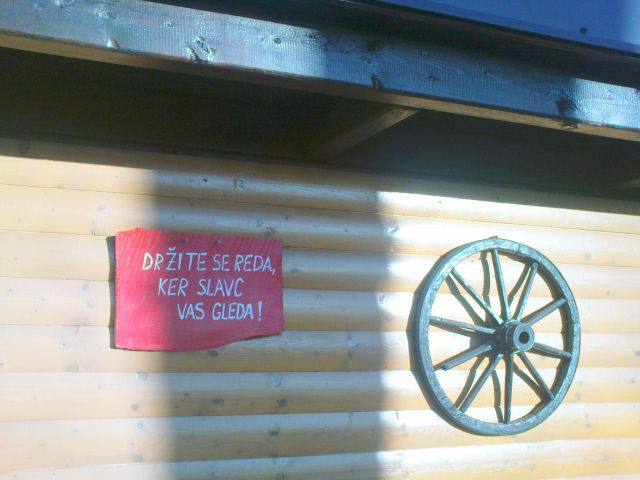 DRŽITE SE REDA,
KER SLAVC
VAS GLEDA!